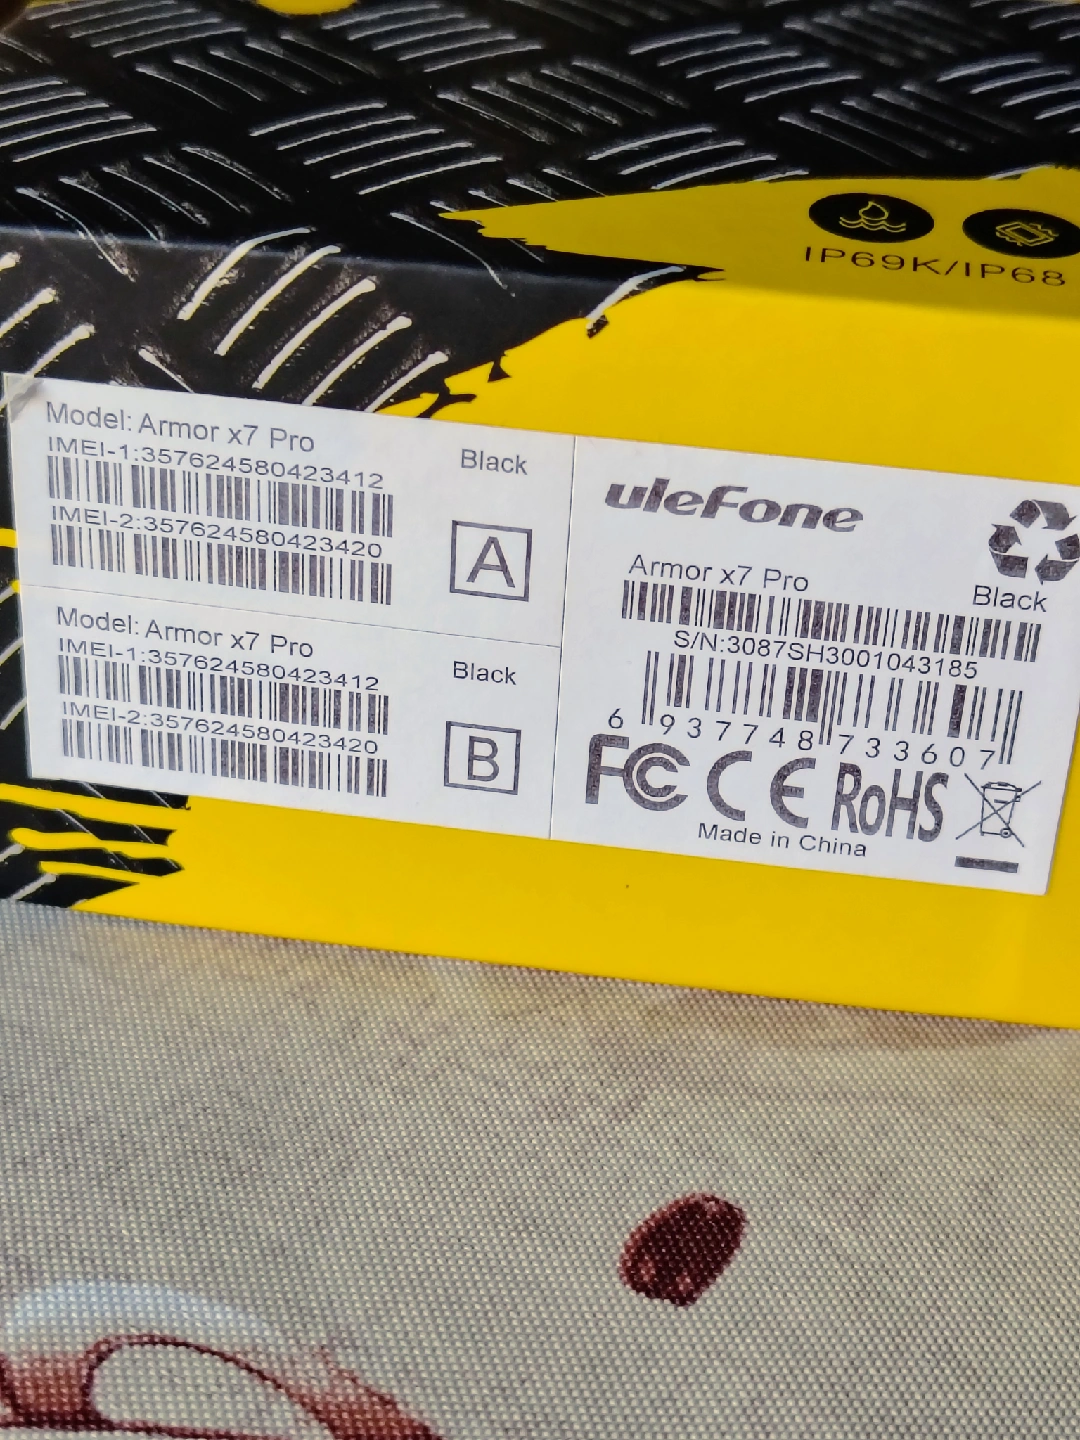 IP69K/IP68
Model: Armor x7 Pro
IMEI-1:357624580423412
Black
IMEI-2:357624580423420
A
Model: Armor x7 Pro
IMEI-1:357624580423412
Black
IMEI-2:357624580423420
B
uleFone
Armor x7 Pro
Black
S/N:3087SH3001043185
6 937748 733607
FC CE RoHS
Made in China